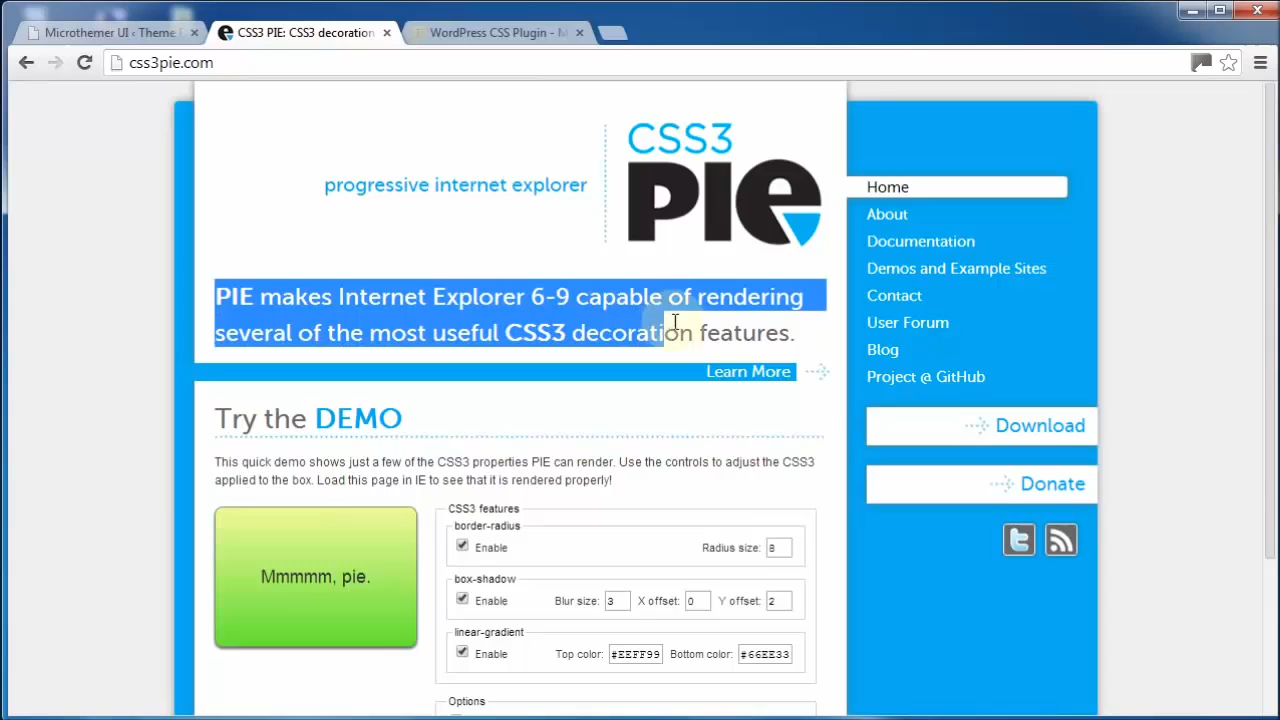 Microthemer UI ‹ Theme
CSS3 PIE: CSS3 decoration
WordPress CSS Plugin - M
css3pie.com
CSS3
PIE
progressive internet explorer
PIE makes Internet Explorer 6-9 capable of rendering
several of the most useful CSS3 decoration features.
Learn More
Home
About
Documentation
Demos and Example Sites
Contact
User Forum
Blog
Project @ GitHub
Download
Donate
Try the DEMO
This quick demo shows just a few of the CSS3 properties PIE can render. Use the controls to adjust the CSS3
applied to the box. Load this page in IE to see that it is rendered properly!
Mmmmm, pie.
CSS3 features
border-radius
Enable Radius size: 8
box-shadow
Enable Blur size: 3 X offset: 0 Y offset: 2
linear-gradient
Enable Top color: #EEFF99 Bottom color: #66EE33
Options